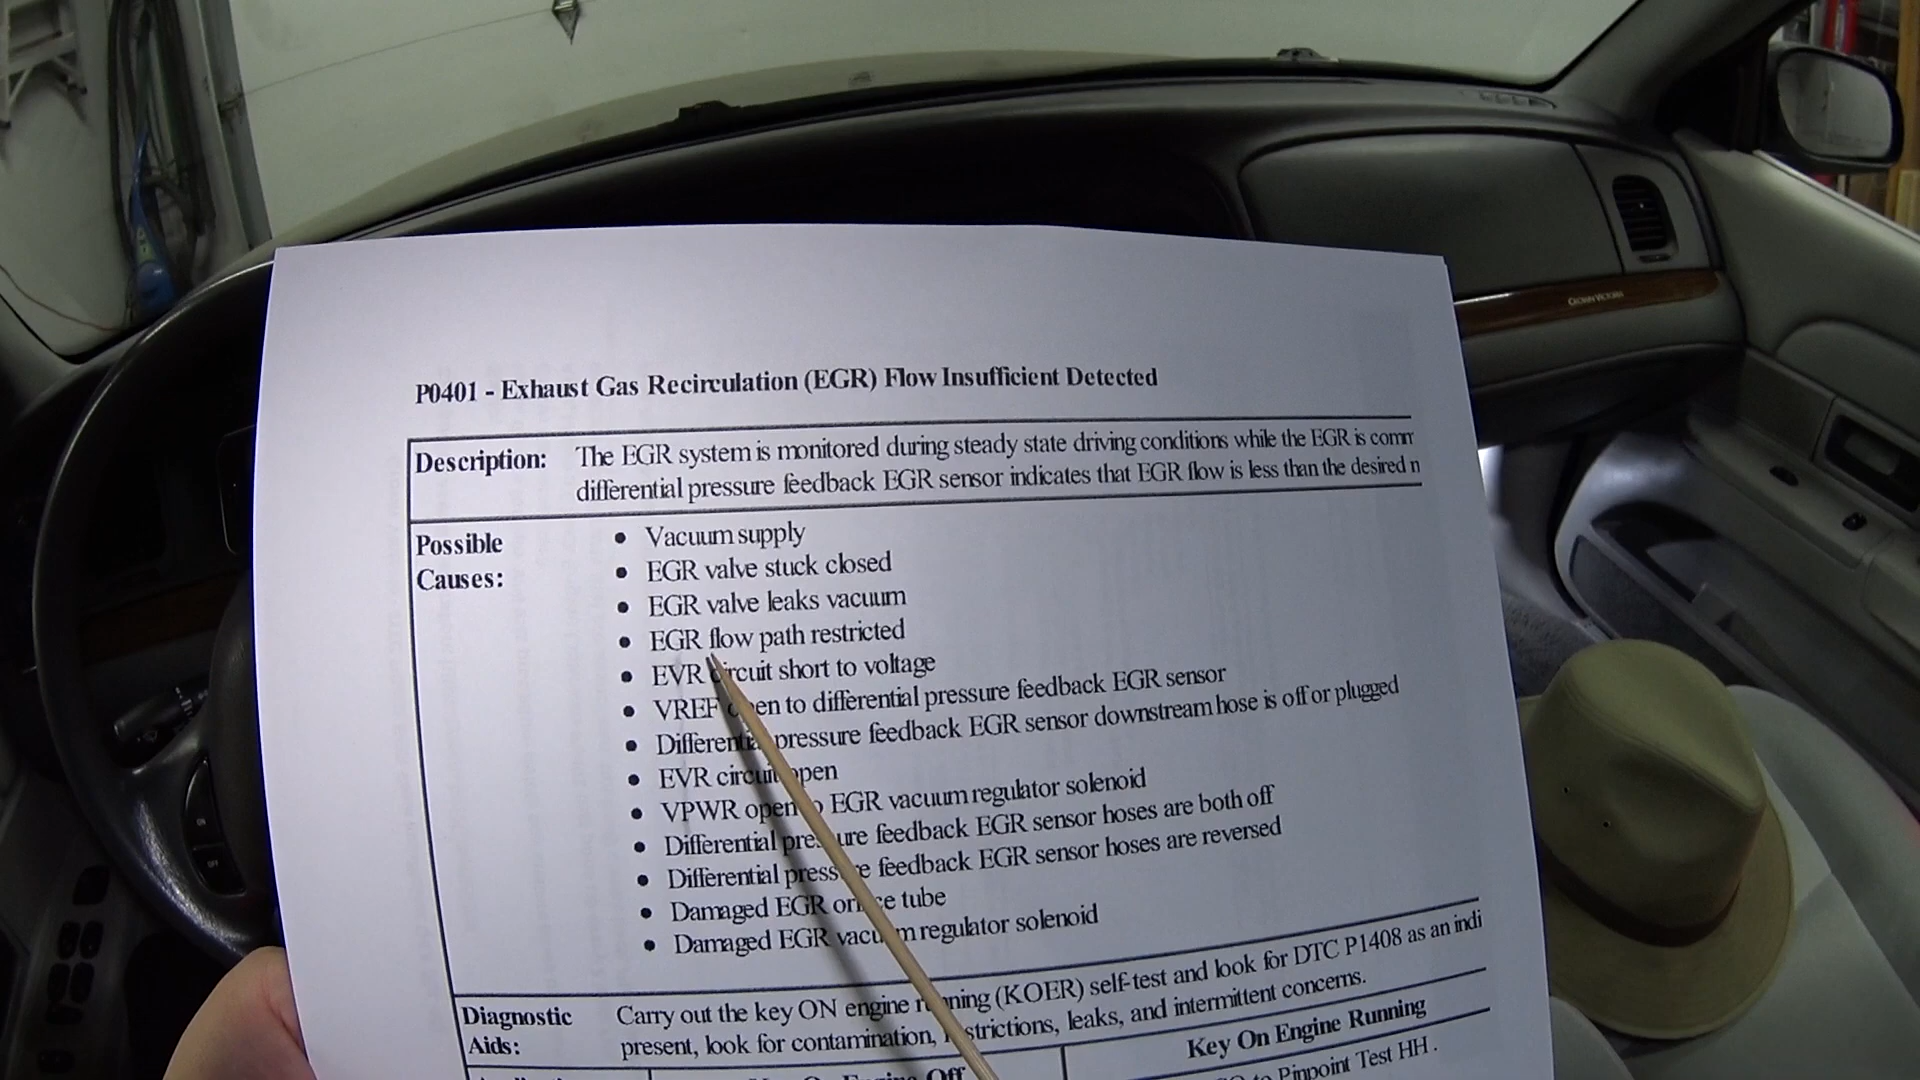 CROWN VICTORIA
P0401 - Exhaust Gas Recirculation (EGR) Flow Insufficient Detected
Description: The EGR system is monitored during steady state driving conditions while the EGR is
differential pressure feedback EGR sensor indicates that EGR flow is less than the desired
Possible Causes:
• Vacuum supply
• EGR valve stuck closed
• EGR valve leaks vacuum
• EGR flow path restricted
• EVR circuit short to voltage
• VREF open to differential pressure feedback EGR sensor
• Differential pressure feedback EGR sensor downstream hose is off or plugged
• EVR circuit open
• VPWR open to EGR vacuum regulator solenoid
• Differential pressure feedback EGR sensor hoses are both off
• Differential pressure feedback EGR sensor hoses are reversed
• Damaged EGR orifice tube
• Damaged EGR vacuum regulator solenoid
Diagnostic Aids: Carry out the key ON engine running (KOER) self-test and look for DTC P1408 as an
present, look for contamination, restrictions, leaks, and intermittent concerns.
Key On Engine Running
Off
to Pinpoint Test HH.
ON
OFF